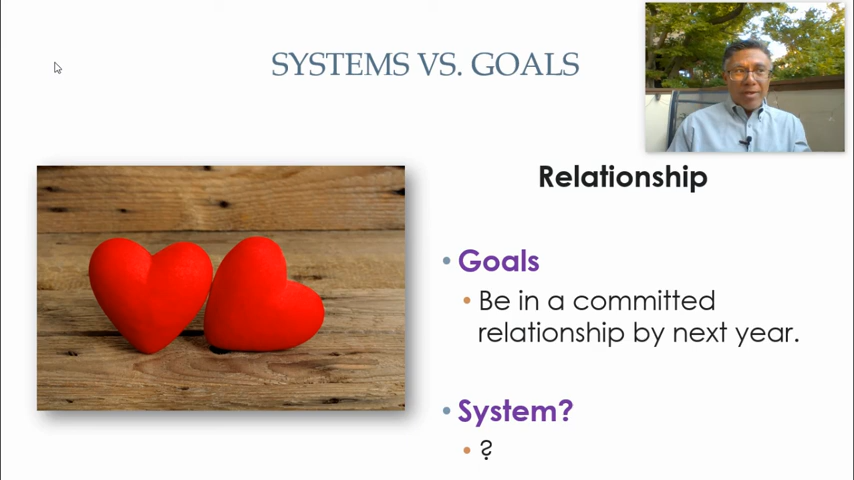 SYSTEMS VS. GOALS
Relationship
• Goals
• Be in a committed
relationship by next year.
• System?
• ?